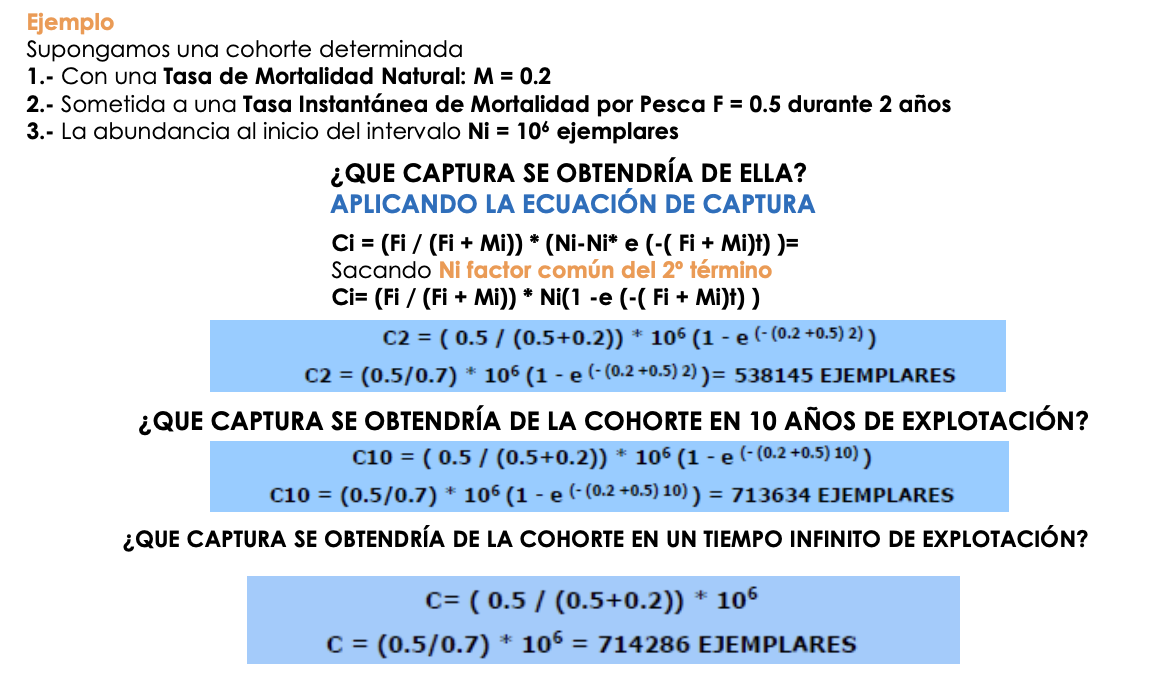 Ejemplo
Supongamos una cohorte determinada
1.- Con una Tasa de Mortalidad Natural: M = 0.2
2.- Sometida a una Tasa Instantánea de Mortalidad por Pesca F = 0.5 durante 2 años
3.- La abundancia al inicio del intervalo Ni = 10⁶ ejemplares
¿QUE CAPTURA SE OBTENDRÍA DE ELLA?
APLICANDO LA ECUACIÓN DE CAPTURA
Ci = (Fi / (Fi + Mi)) * (Ni-Ni* e (-( Fi + Mi)t) )=
Sacando Ni factor común del 2º término
Ci= (Fi / (Fi + Mi)) * Ni(1 -e (-( Fi + Mi)t) )
C2 = ( 0.5 / (0.5+0.2)) * 10⁶ (1 - e (- (0.2 +0.5) 2) )
C2 = (0.5/0.7) * 10⁶ (1 - e (- (0.2 +0.5) 2) )= 538145 EJEMPLARES
¿QUE CAPTURA SE OBTENDRÍA DE LA COHORTE EN 10 AÑOS DE EXPLOTACIÓN?
C10 = ( 0.5 / (0.5+0.2)) * 10⁶ (1 - e (- (0.2 +0.5) 10) )
C10 = (0.5/0.7) * 10⁶ (1 - e (- (0.2 +0.5) 10) ) = 713634 EJEMPLARES
¿QUE CAPTURA SE OBTENDRÍA DE LA COHORTE EN UN TIEMPO INFINITO DE EXPLOTACIÓN?
C= ( 0.5 / (0.5+0.2)) * 10⁶
C = (0.5/0.7) * 10⁶ = 714286 EJEMPLARES